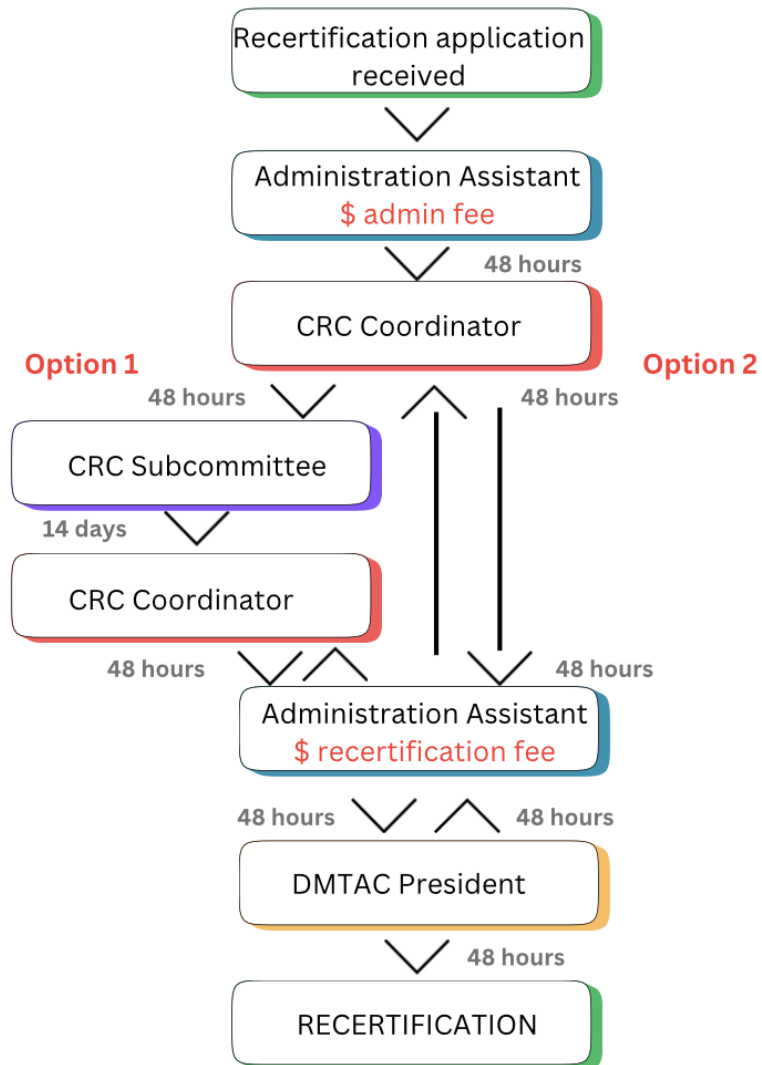 Recertification application
received
Administration Assistant
$ admin fee
48 hours
CRC Coordinator
Option 1
Option 2
48 hours
48 hours
CRC Subcommittee
14 days
CRC Coordinator
48 hours
48 hours
Administration Assistant
$ recertification fee
48 hours
48 hours
DMTAC President
48 hours
RECERTIFICATION